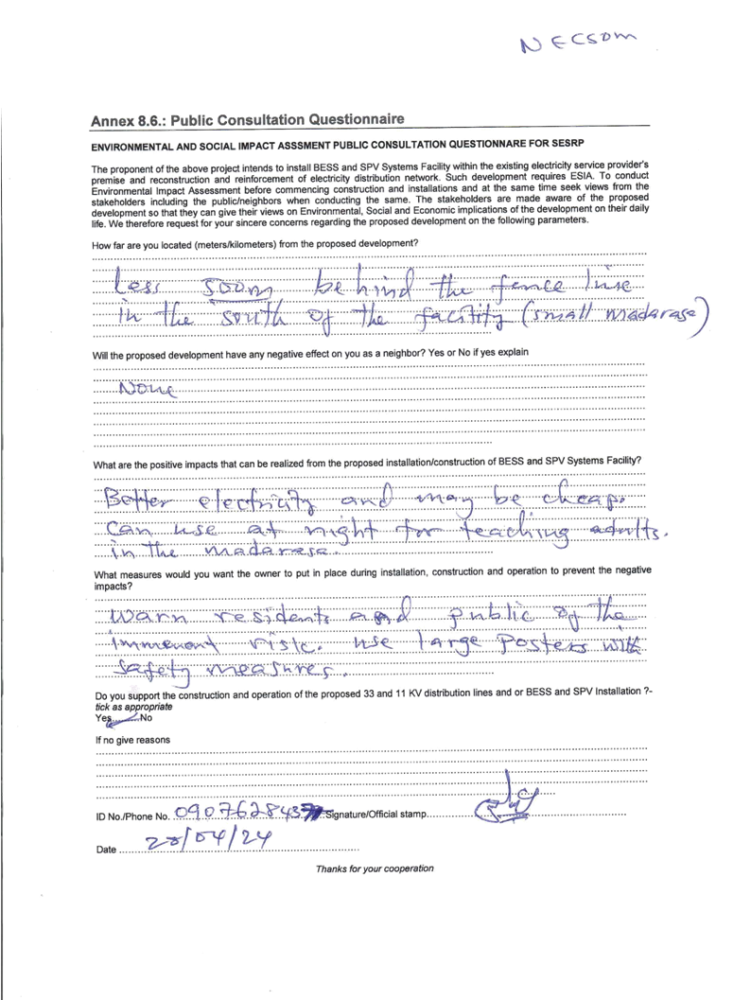 NECSOM
Annex 8.6.: Public Consultation Questionnaire
ENVIRONMENTAL AND SOCIAL IMPACT ASSSMENT PUBLIC CONSULTATION QUESTIONNARE FOR SESRP
The proponent of the above project intends to install BESS and SPV Systems Facility within the existing electricity service provider's
premise and reconstruction and reinforcement of electricity distribution network. Such development requires ESIA. To conduct
Environmental Impact Assessment before commencing construction and installations and at the same time seek views from the
stakeholders including the public/neighbors when conducting the same. The stakeholders are made aware of the proposed
development so that they can give their views on Environmental, Social and Economic implications of the development on their daily
life. We therefore request for your sincere concerns regarding the proposed development on the following parameters.
How far are you located (meters/kilometers) from the proposed development?
Less 500m behind the fence line
in the south of the facitity (small madarase)
Will the proposed development have any negative effect on you as a neighbor? Yes or No if yes explain
None
What are the positive impacts that can be realized from the proposed installation/construction of BESS and SPV Systems Facility?
Better electricity and may be cheap.
Can use at night for teaching adults.
in the madarasa.
What measures would you want the owner to put in place during installation, construction and operation to prevent the negative
impacts?
Warn residents and public of the
immenent risk. use large Posters with
safety measures.
Do you support the construction and operation of the proposed 33 and 11 KV distribution lines and or BESS and SPV Installation ?-
tick as appropriate
Yes......No
If no give reasons
ID No./Phone No. Signature/Official stamp
Date 20/04/24
Thanks for your cooperation